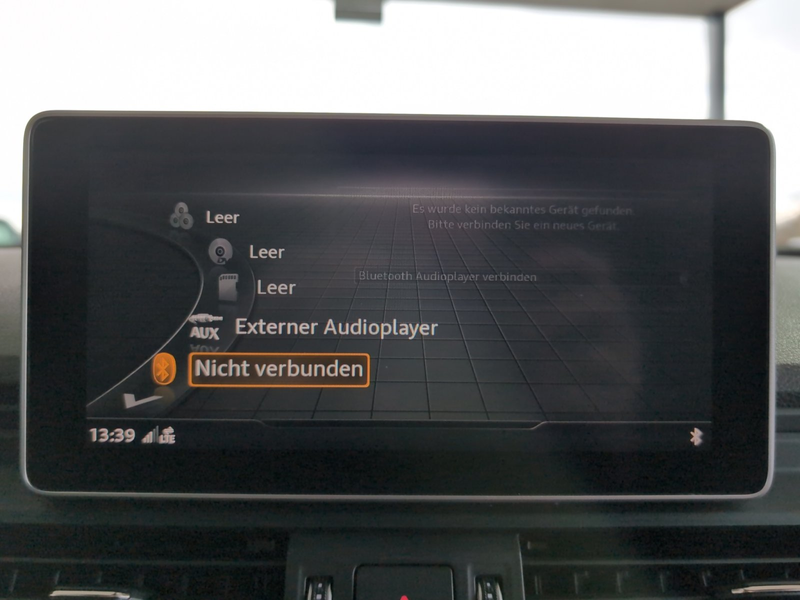 Leer
Es wurde kein bekanntes Gerät gefunden.
Bitte verbinden Sie ein neues Gerät.
Leer
Bluetooth Audioplayer verbinden
Leer
AUX Externer Audioplayer
Nicht verbunden
13:39 LTE